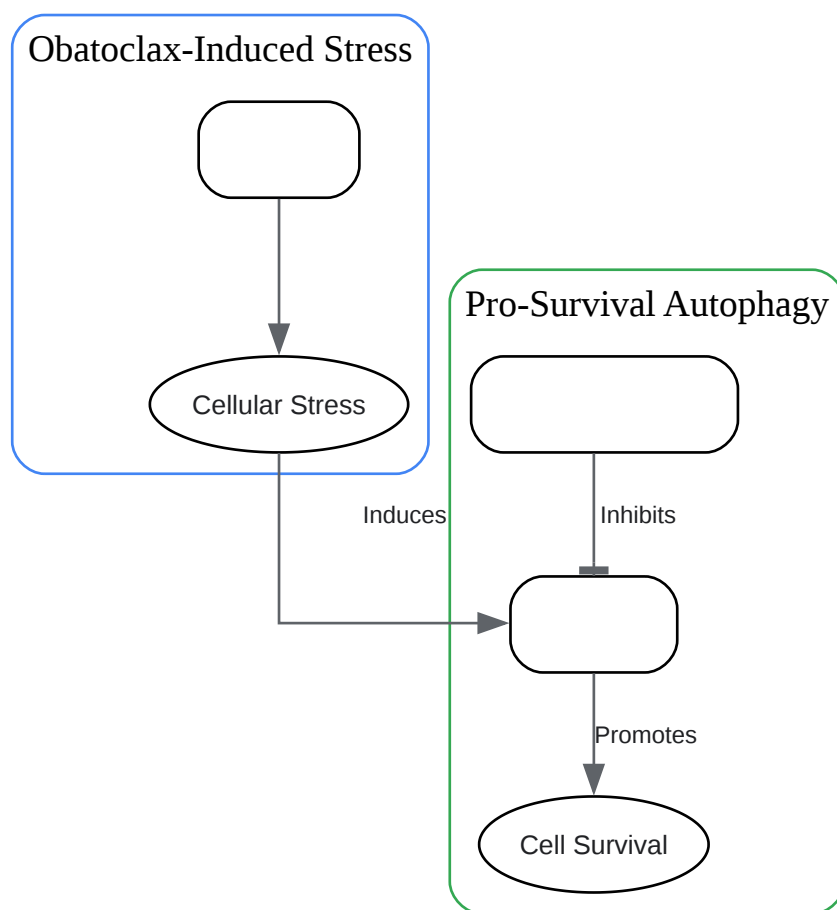 Obatoclax-Induced Stress
Pro-Survival Autophagy
Cellular Stress
Induces
Inhibits
Promotes
Cell Survival